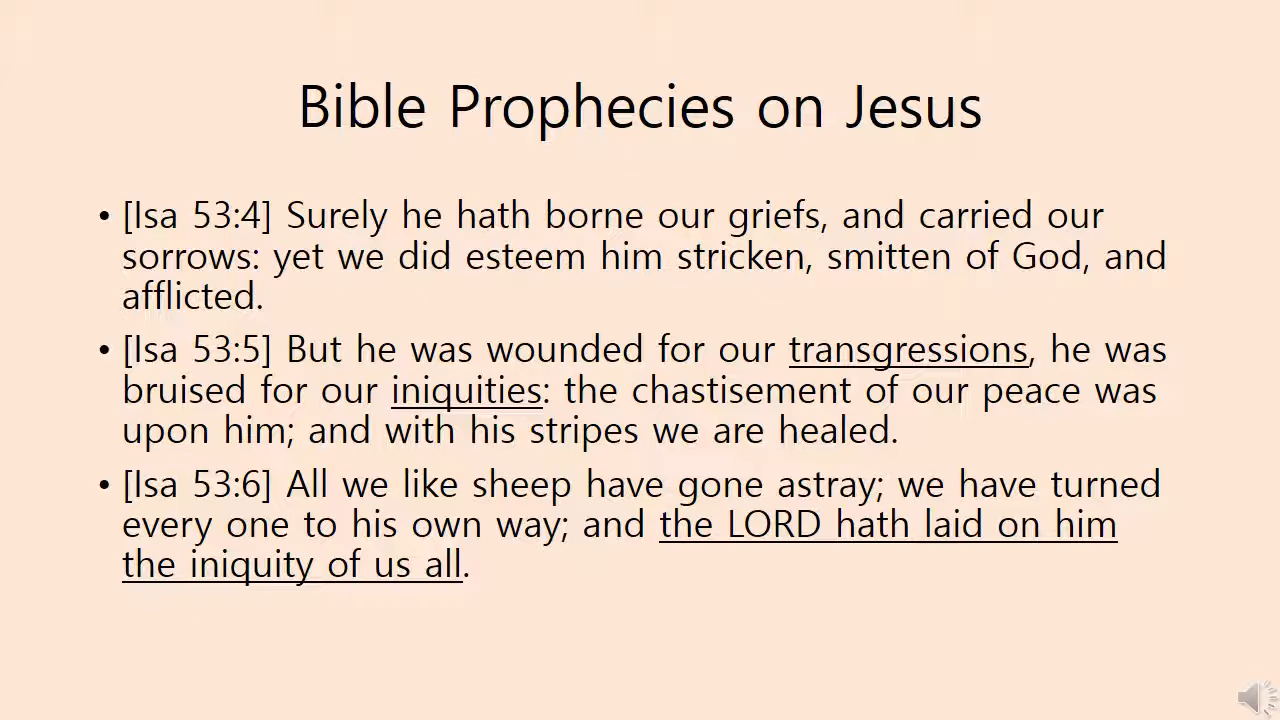 Bible Prophecies on Jesus
• [Isa 53:4] Surely he hath borne our griefs, and carried our
sorrows: yet we did esteem him stricken, smitten of God, and
afflicted.
• [Isa 53:5] But he was wounded for our transgressions, he was
bruised for our iniquities: the chastisement of our peace was
upon him; and with his stripes we are healed.
• [Isa 53:6] All we like sheep have gone astray; we have turned
every one to his own way; and the LORD hath laid on him
the iniquity of us all.